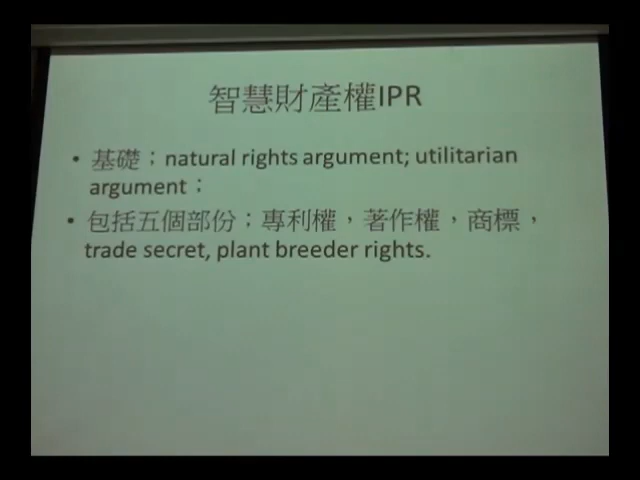 智慧財產權IPR
• 基礎；natural rights argument; utilitarian
argument；
• 包括五個部份；專利權，著作權，商標，
trade secret, plant breeder rights.